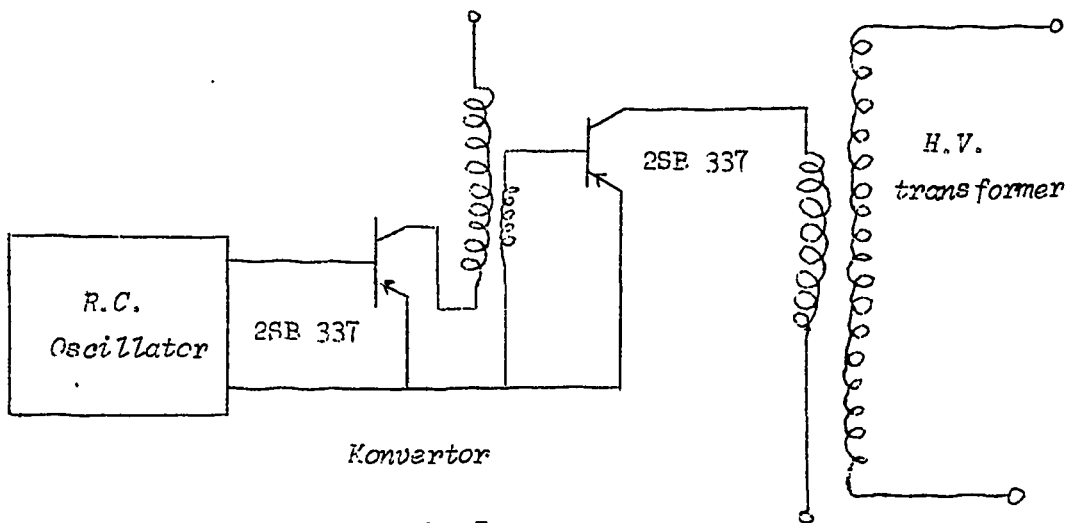 R.C.
Oscillator
2SB 337
2SB 337
H.V.
transformer
Konvertor